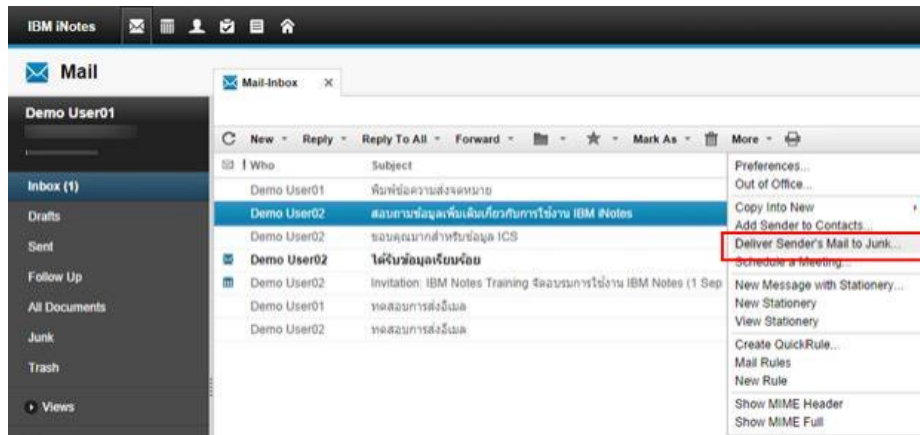 IBM iNotes
Mail
Mail-Inbox ×
Demo User01
New Reply Reply To All Forward Mark As More
! Who Subject
Inbox (1)
Drafts
Sent
Follow Up
All Documents
Junk
Trash
Views
Demo User01 พิมพ์ข้อความส่งจดหมาย
Demo User02 สอบถามข้อมูลเพิ่มเติมเกี่ยวกับการใช้งาน IBM iNotes
Demo User02 ขอบคุณมากสำหรับข้อมูล ICS
Demo User02 ได้รับข้อมูลเรียบร้อย
Demo User02 Invitation: IBM Notes Training จัดอบรมการใช้งาน IBM Notes (1 Sep
Demo User01 ทดสอบการส่งอีเมล
Demo User02 ทดสอบการส่งอีเมล
Preferences...
Out of Office...
Copy Into New
Add Sender to Contacts...
Deliver Sender's Mail to Junk...
Schedule a Meeting...
New Message with Stationery...
New Stationery
View Stationery
Create QuickRule...
Mail Rules
New Rule
Show MIME Header
Show MIME Full